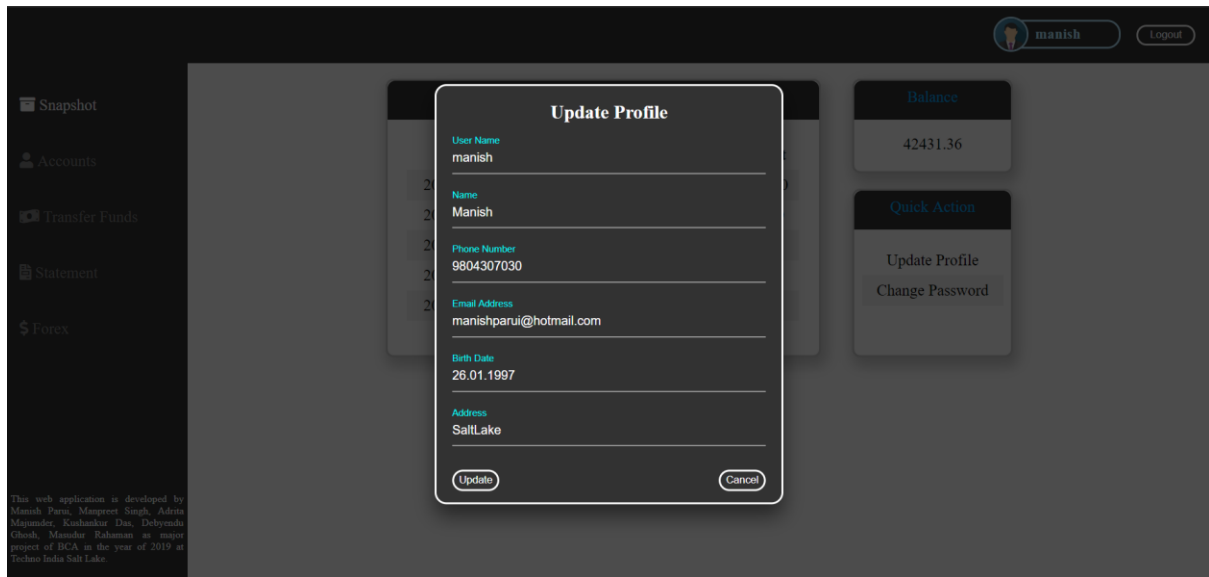 manish
Logout
Snapshot
Accounts
Transfer Funds
Statement
$ Forex
This web application is developed by
Manish Parui, Manpreet Singh, Adrita
Majumder, Kushankur Das, Debyendu
Ghosh, Masudur Rahaman as major
project of BCA in the year of 2019 at
Techno India Salt Lake.
Update Profile
User Name
manish
Name
Manish
Phone Number
9804307030
Email Address
manishparui@hotmail.com
Birth Date
26.01.1997
Address
SaltLake
Update
Cancel
Balance
42431.36
Quick Action
Update Profile
Change Password